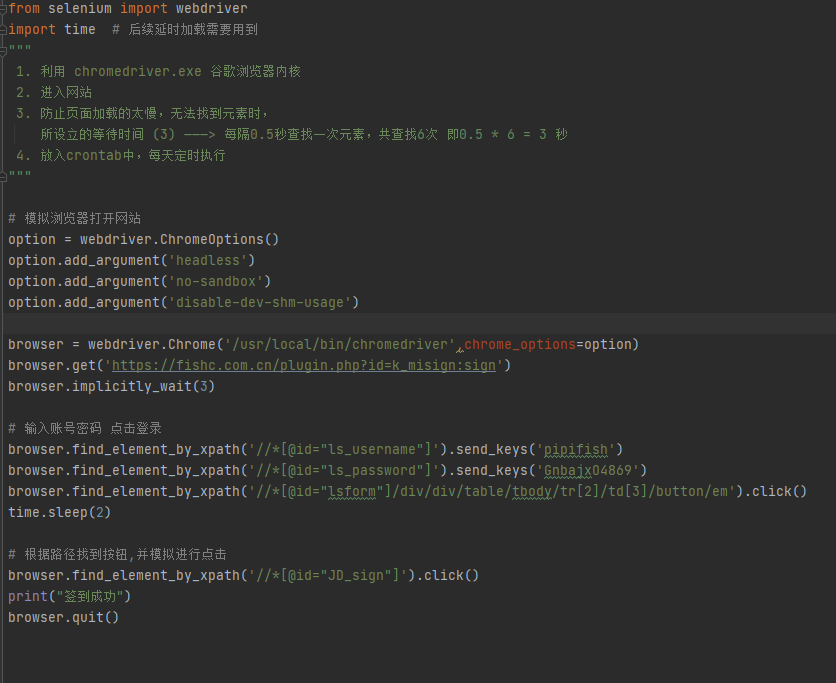 from selenium import webdriver
import time  # 后续延时加载需要用到
"""
 1. 利用 chromedriver.exe 谷歌浏览器内核
 2. 进入网站
 3. 防止页面加载的太慢，无法找到元素时，
    所设立的等待时间 (3) ———> 每隔0.5秒查找一次元素，共查找6次 即0.5 * 6 = 3 秒
 4. 放入crontab中，每天定时执行
"""
# 模拟浏览器打开网站
option = webdriver.ChromeOptions()
option.add_argument('headless')
option.add_argument('no-sandbox')
option.add_argument('disable-dev-shm-usage')
browser = webdriver.Chrome('/usr/local/bin/chromedriver',chrome_options=option)
browser.get('https://fishc.com.cn/plugin.php?id=k_misign:sign')
browser.implicitly_wait(3)
# 输入账号密码 点击登录
browser.find_element_by_xpath('//*[@id="ls_username"]').send_keys('pipifish')
browser.find_element_by_xpath('//*[@id="ls_password"]').send_keys('GnbajxO4869')
browser.find_element_by_xpath('//*[@id="lsform"]/div/div/table/tbody/tr[2]/td[3]/button/em').click()
time.sleep(2)
# 根据路径找到按钮,并模拟进行点击
browser.find_element_by_xpath('//*[@id="JD_sign"]').click()
print("签到成功")
browser.quit()